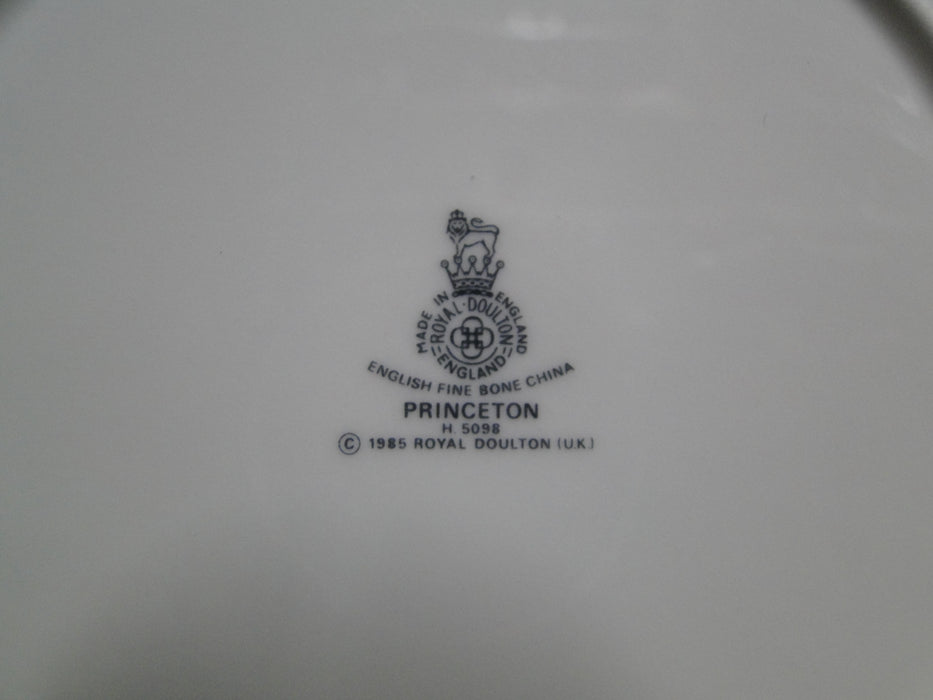 MADE IN ENGLAND
ROYAL·DOULTON
ENGLAND
ENGLISH FINE BONE CHINA
PRINCETON
H. 5098
© 1985 ROYAL DOULTON (U.K.)